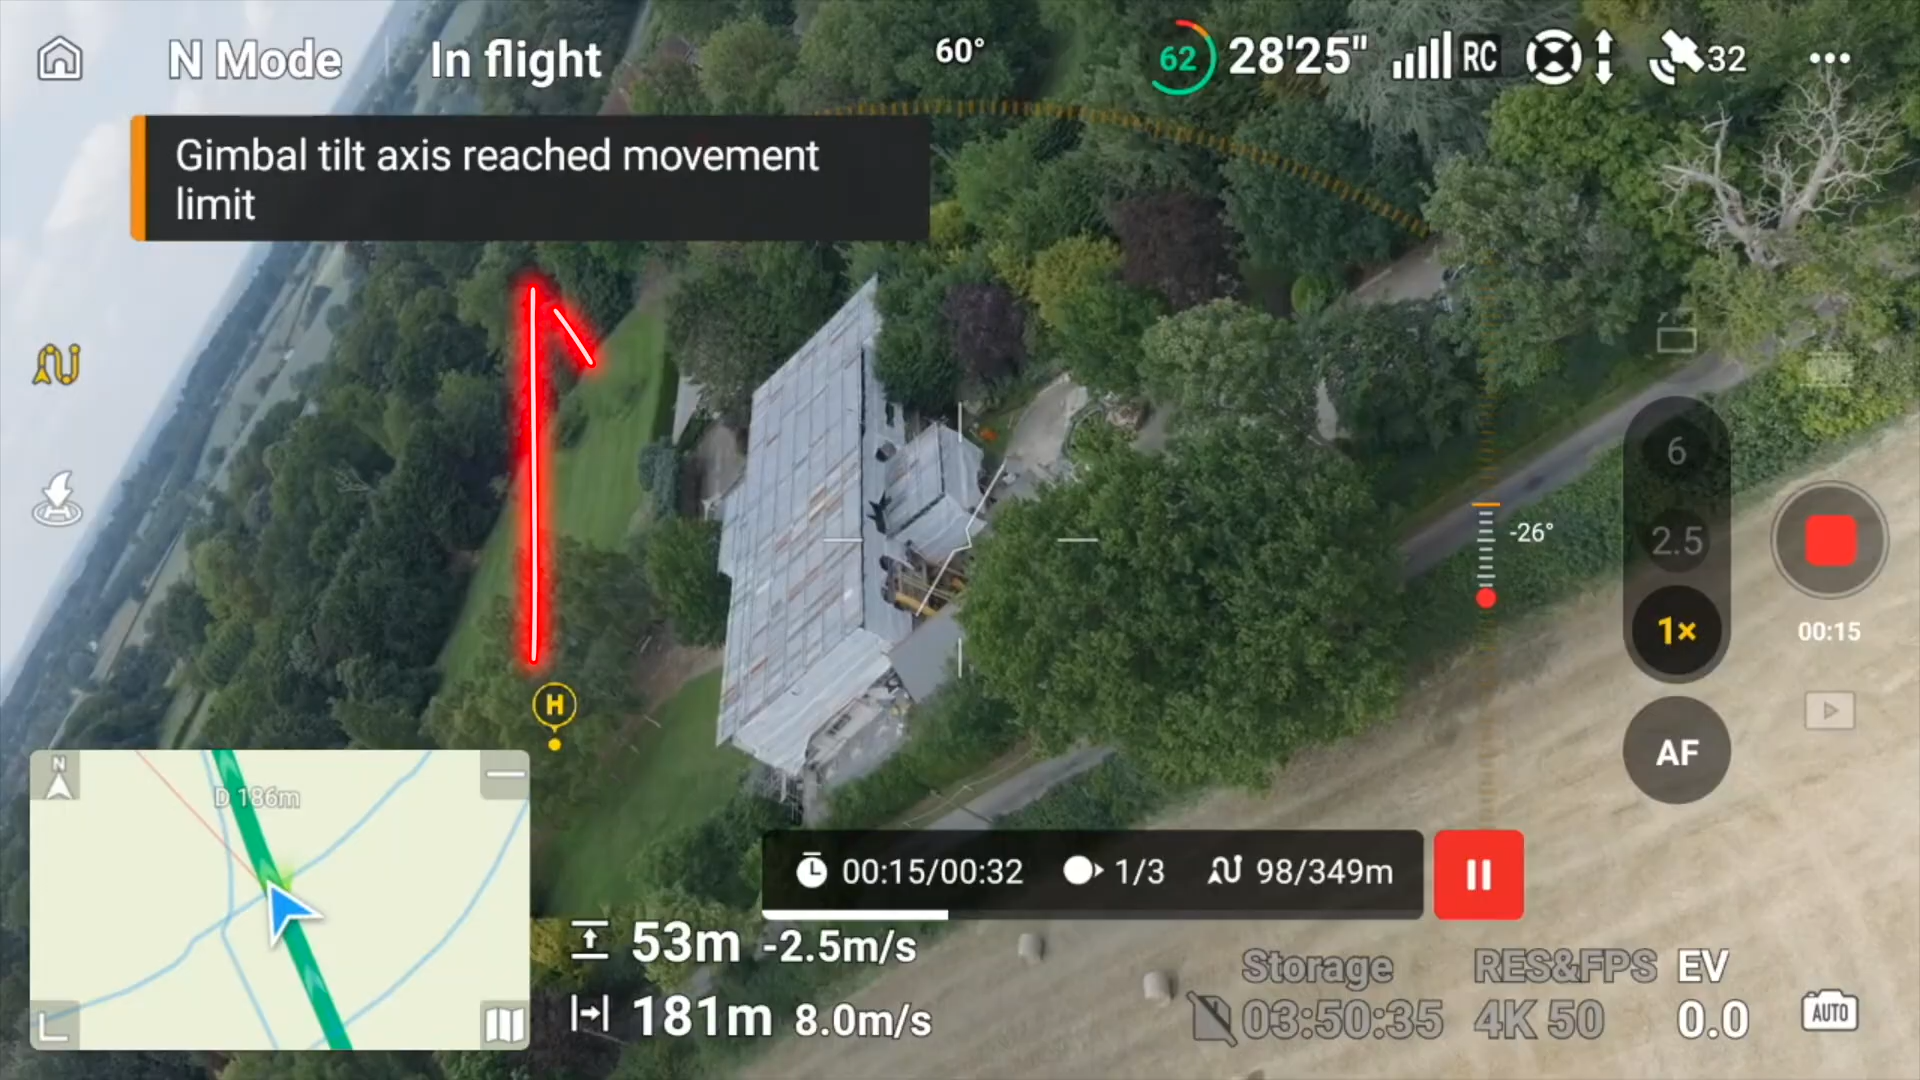 N Mode
In flight
60°
62
28'25"
RC
32
Gimbal tilt axis reached movement
limit
6
-26°
2.5
1×
00:15
H
AF
N
D 186m
00:15/00:32
1/3
98/349m
53m -2.5m/s
181m 8.0m/s
Storage
03:50:35
RES&FPS
4K 50
EV
0.0
AUTO